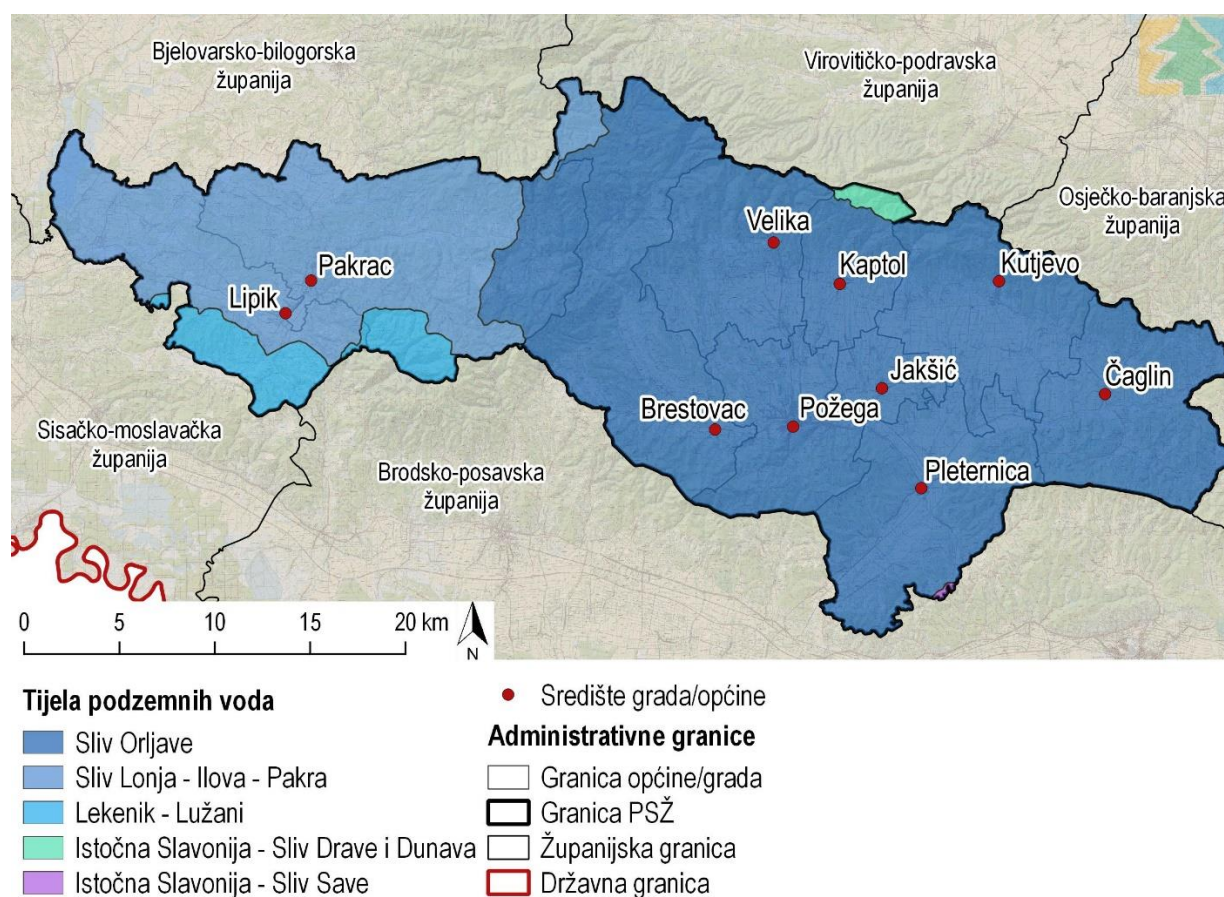 Bjelovarsko-bilogorska
županija
Virovitičko-podravska
županija
Osječko-baranjska
županija
Velika
Kaptol
Kutjevo
Pakrac
Lipik
Jakšić
Čaglin
Brestovac
Požega
Pleternica
Sisačko-moslavačka
županija
Brodsko-posavska
županija
0 5 10 15 20 km
N
Tijela podzemnih voda
Sliv Orljave
Sliv Lonja - Ilova - Pakra
Lekenik - Lužani
Istočna Slavonija - Sliv Drave i Dunava
Istočna Slavonija - Sliv Save
Središte grada/općine
Administrativne granice
Granica općine/grada
Granica PSŽ
Županijska granica
Državna granica